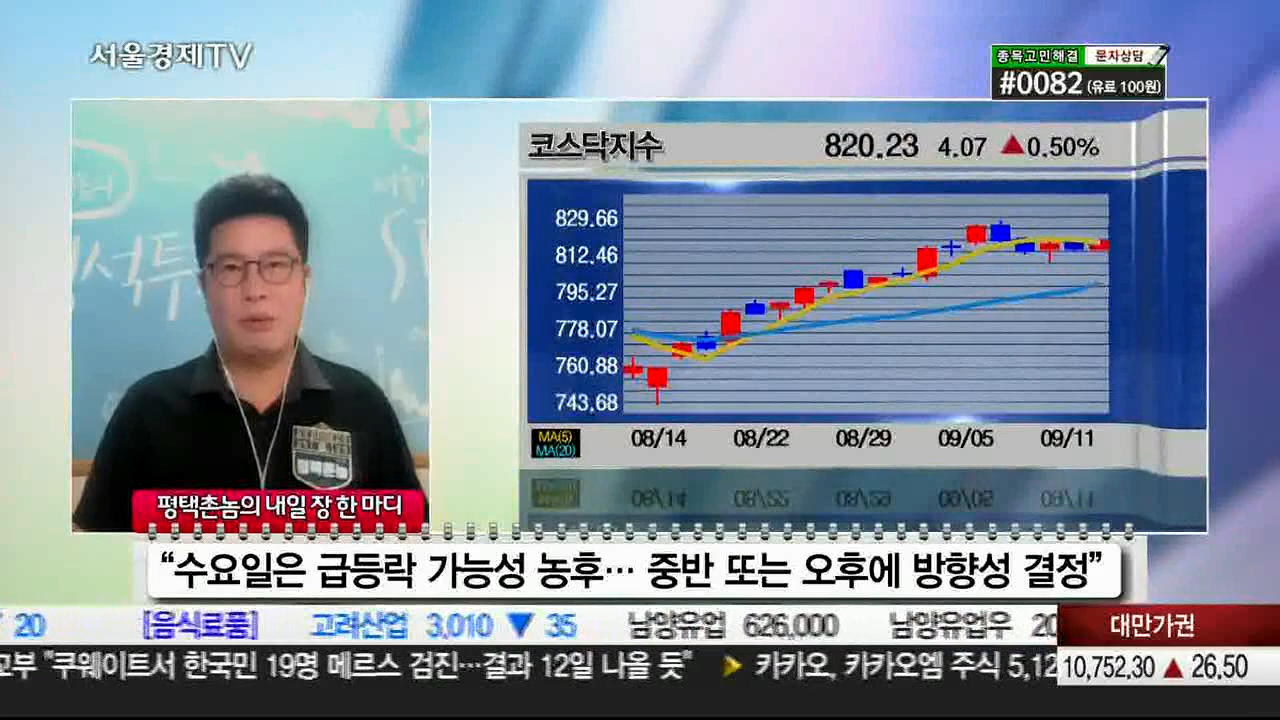 서울경제TV
종목고민해결 문자상담
#0082 (유료 100원)
코스닥지수 820.23 4.07 ▲0.50%
829.66
812.46
795.27
778.07
760.88
743.68
MA(5)
MA(20)
08/14 08/22 08/29 09/05 09/11
평택촌놈의 내일 장 한 마디
“수요일은 급등락 가능성 농후… 중반 또는 오후에 방향성 결정”
20 [음식료품] 고려산업 3,010 ▼ 35 남양유업 626,000 남양유업우 20
대만가권
교부 "쿠웨이트서 한국민 19명 메르스 검진…결과 12일 나올 듯" 카카오, 카카오엠 주식 5,12
10,752.30 ▲ 26.50